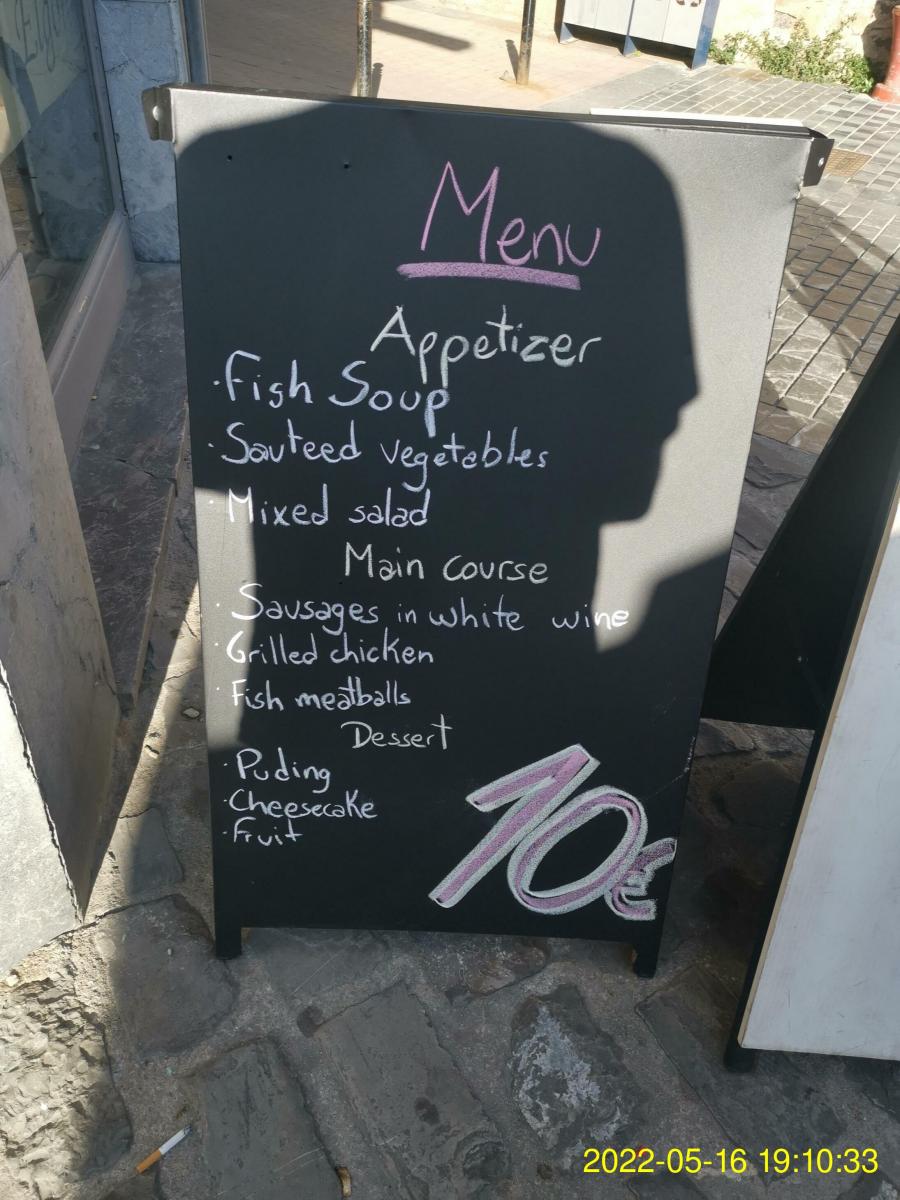 Menu
Appetizer
· Fish Soup
· Sauteed vegetables
· Mixed salad
Main course
· Sausages in white wine
· Grilled chicken
· Fish meatballs
Dessert
· Puding
· Cheesecake
· Fruit
10€
2022-05-16 19:10:33